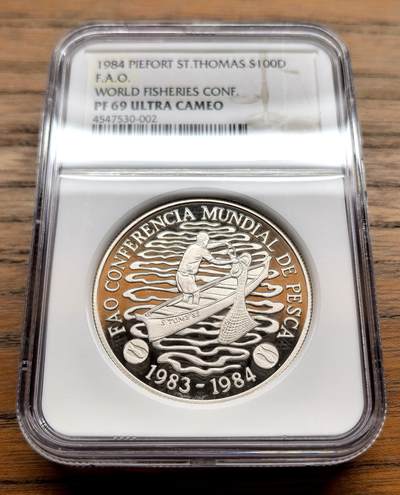 1984 PIEFORT ST.THOMAS S100D
F.A.O.
WORLD FISHERIES CONF.
PF 69 ULTRA CAMEO
4547530-002
FAO CONFERENCIA MUNDIAL DE PESCA
1983 - 1984